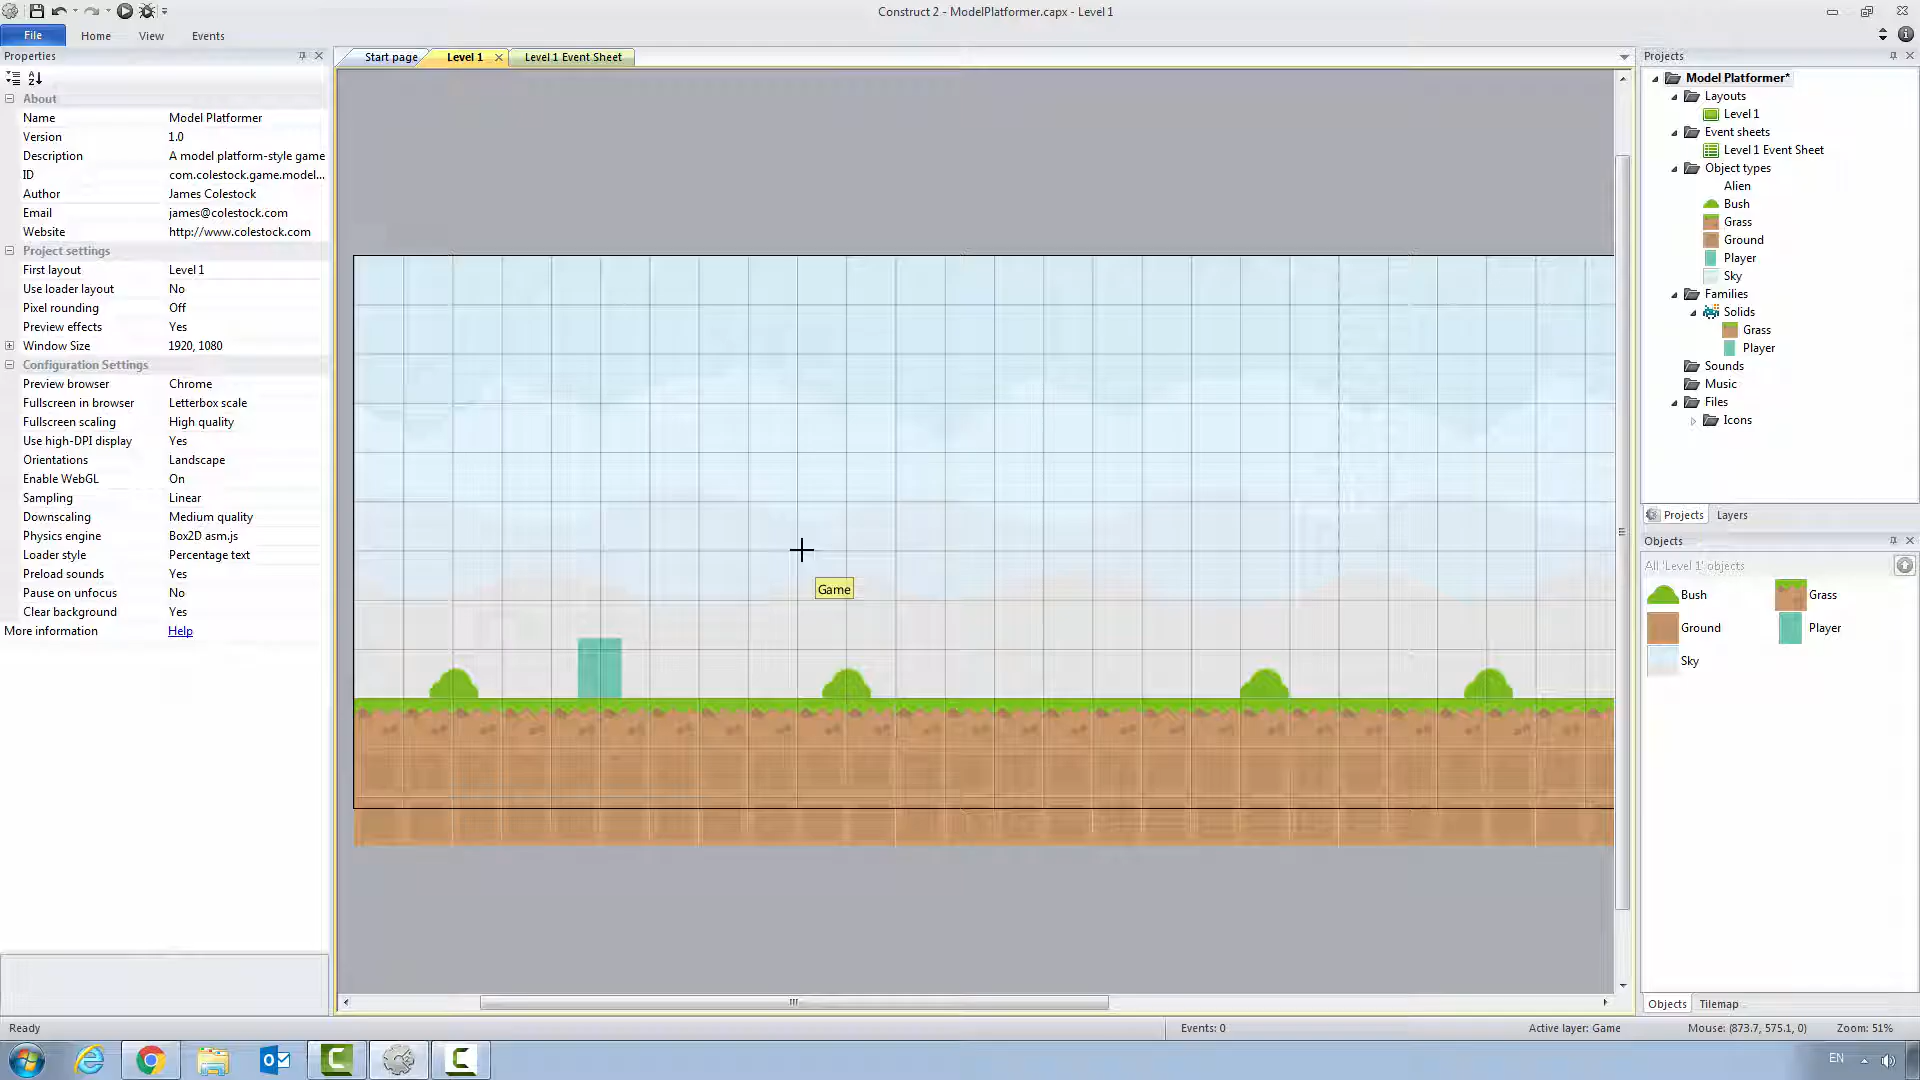 Construct 2 - ModelPlatformer.capx - Level 1
File
Home
View
Events
Properties
Start page
Level 1
Level 1 Event Sheet
Projects
About
Name
Model Platformer
Version
1.0
Description
A model platform-style game
ID
com.colestock.game.model...
Author
James Colestock
Email
james@colestock.com
Website
http://www.colestock.com
Project settings
First layout
Level 1
Use loader layout
No
Pixel rounding
Off
Preview effects
Yes
Window Size
1920, 1080
Configuration Settings
Preview browser
Chrome
Fullscreen in browser
Letterbox scale
Fullscreen scaling
High quality
Use high-DPI display
Yes
Orientations
Landscape
Enable WebGL
On
Sampling
Linear
Downscaling
Medium quality
Physics engine
Box2D asm.js
Loader style
Percentage text
Preload sounds
Yes
Pause on unfocus
No
Clear background
Yes
More information
Help
Game
Model Platformer*
Layouts
Level 1
Event sheets
Level 1 Event Sheet
Object types
Alien
Bush
Grass
Ground
Player
Sky
Families
Solids
Grass
Player
Sounds
Music
Files
Icons
Projects
Layers
Objects
All 'Level 1' objects
Bush
Grass
Ground
Player
Sky
Objects
Tilemap
Ready
Events: 0
Active layer: Game
Mouse: (873.7, 575.1, 0)
Zoom: 51%
EN